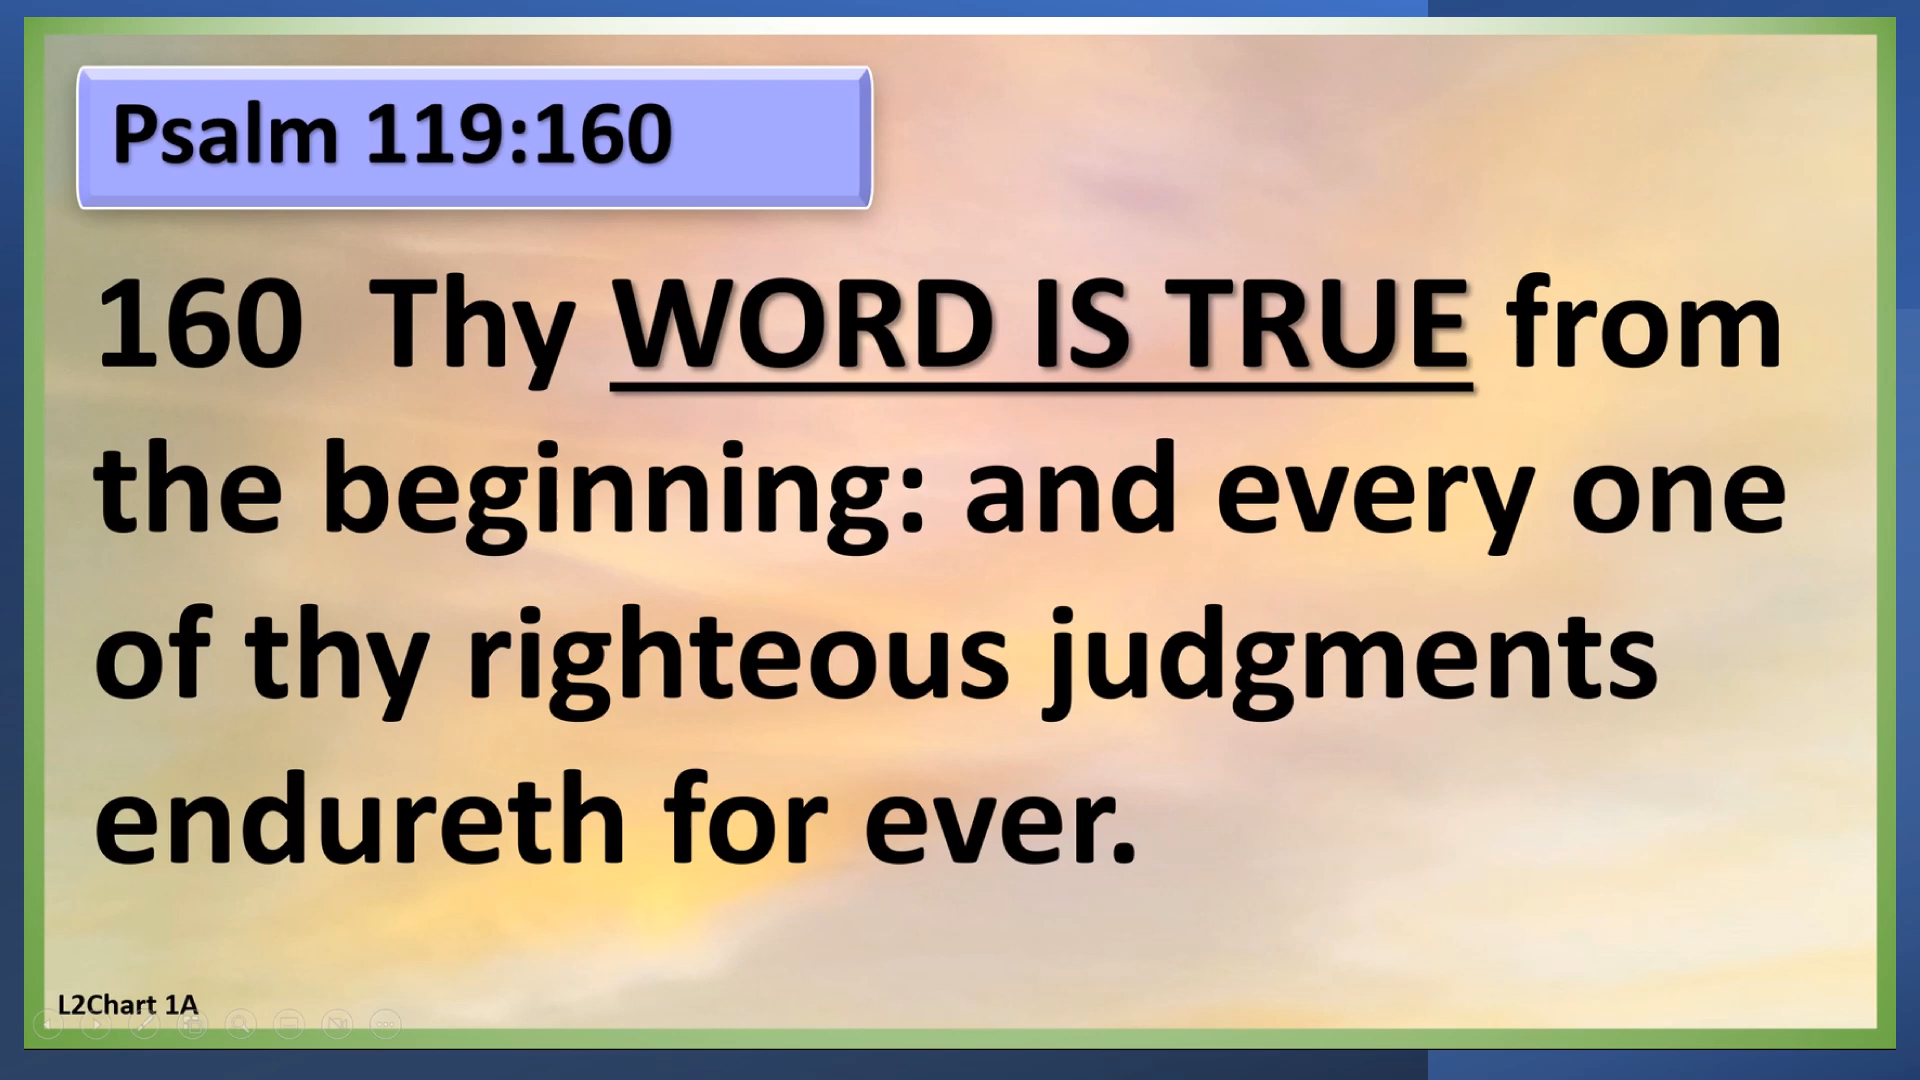 Psalm 119:160
160  Thy WORD IS TRUE from
the beginning: and every one
of thy righteous judgments
endureth for ever.
L2Chart 1A